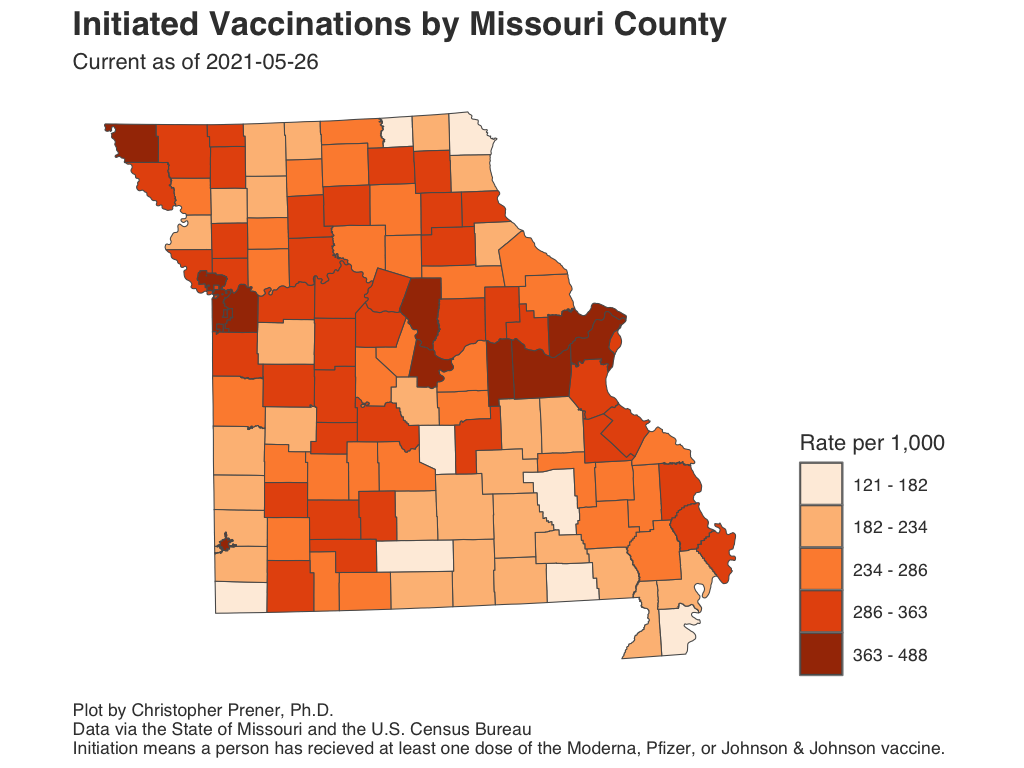 Initiated Vaccinations by Missouri County
Current as of 2021-05-26
Rate per 1,000
121 - 182
182 - 234
234 - 286
286 - 363
363 - 488
Plot by Christopher Prener, Ph.D.
Data via the State of Missouri and the U.S. Census Bureau
Initiation means a person has recieved at least one dose of the Moderna, Pfizer, or Johnson & Johnson vaccine.